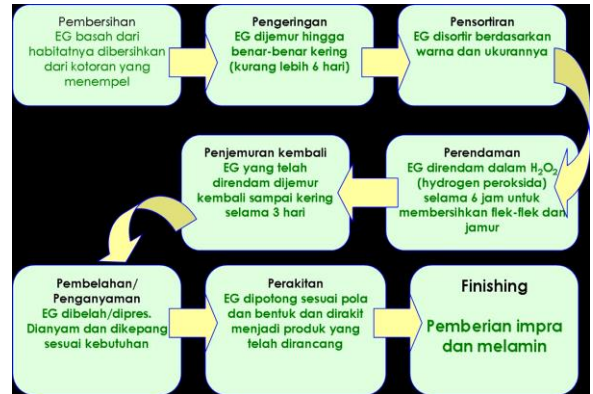 Pembersihan
EG basah dari
habitatnya dibersihkan
dari kotoran yang
menempel
Pengeringan
EG dijemur hingga
benar-benar kering
(kurang lebih 6 hari)
Pensortiran
EG disortir berdasarkan
warna dan ukurannya
Perendaman
EG direndam dalam H₂O₂
(hydrogen peroksida)
selama 6 jam untuk
membersihkan flek-flek dan
jamur
Penjemuran kembali
EG yang telah
direndam dijemur
kembali sampai kering
selama 3 hari
Pembelahan/
Penganyaman
EG dibelah/dipres.
Dianyam dan dikepang
sesuai kebutuhan
Perakitan
EG dipotong sesuai pola
dan bentuk dan dirakit
menjadi produk yang
telah dirancang
Finishing
Pemberian impra
dan melamin